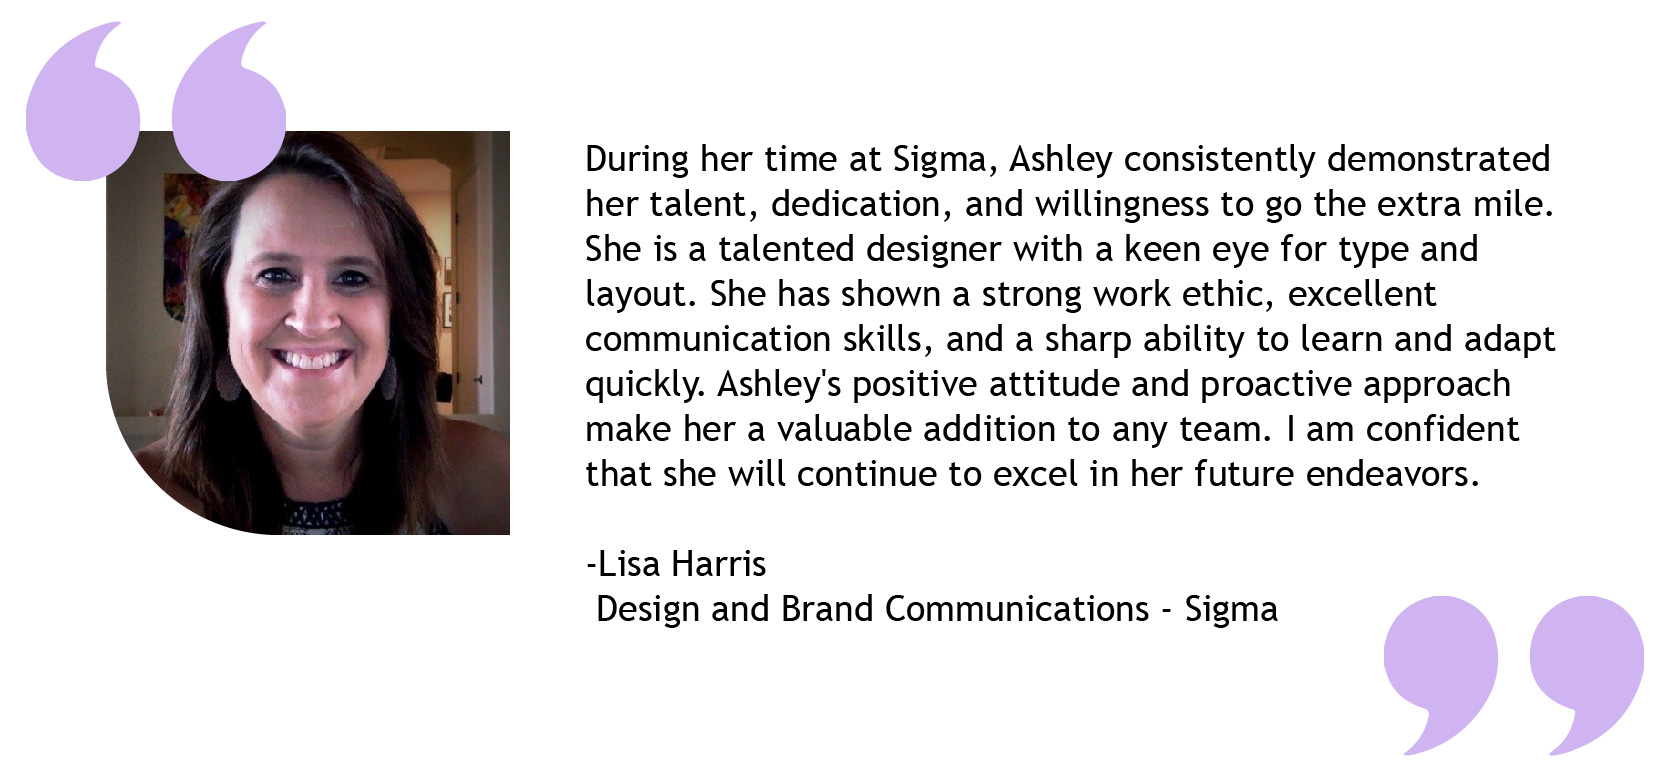 During her time at Sigma, Ashley consistently demonstrated
her talent, dedication, and willingness to go the extra mile.
She is a talented designer with a keen eye for type and
layout. She has shown a strong work ethic, excellent
communication skills, and a sharp ability to learn and adapt
quickly. Ashley's positive attitude and proactive approach
make her a valuable addition to any team. I am confident
that she will continue to excel in her future endeavors.
-Lisa Harris
Design and Brand Communications - Sigma